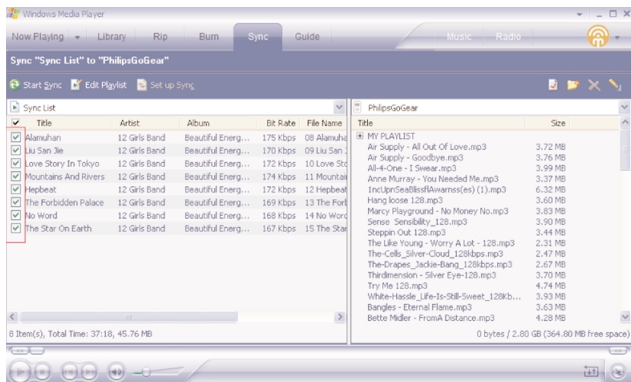 Windows Media Player
Now Playing Library Rip Burn Sync Guide Music Radio
Sync "Sync List" to "PhilipsGoGear"
Start Sync Edit Playlist Set up Sync
Sync List
PhilipsGoGear
Title Artist Album Bit Rate File Name
Alamuhan 12 Girls Band Beautiful Energ... 175 Kbps 08 Alamuha
Liu San Jie 12 Girls Band Beautiful Energ... 170 Kbps 09 Liu San
Love Story In Tokyo 12 Girls Band Beautiful Energ... 172 Kbps 10 Love Sto
Mountains And Rivers 12 Girls Band Beautiful Energ... 174 Kbps 11 Mountai
Hepbeat 12 Girls Band Beautiful Energ... 172 Kbps 12 Hepbeat
The Forbidden Palace 12 Girls Band Beautiful Energ... 169 Kbps 13 The Forb
No Word 12 Girls Band Beautiful Energ... 168 Kbps 14 No Word
The Star On Earth 12 Girls Band Beautiful Energ... 167 Kbps 15 The Star
8 Item(s), Total Time: 37:18, 45.76 MB
Title Size
MY PLAYLIST
Air Supply - All Out Of Love.mp3 3.72 MB
Air Supply - Goodbye.mp3 3.76 MB
All-4-One - I Swear.mp3 3.99 MB
Anne Murray - You Needed Me.mp3 3.37 MB
IncUpnSeaBlissflAwarnss(es) (1).mp3 6.32 MB
Hang loose 128.mp3 3.60 MB
Marcy Playground - No Money No.mp3 3.83 MB
Sense Sensibility_128.mp3 3.90 MB
Steppin Out 128.mp3 3.44 MB
The Like Young - Worry A Lot - 128.mp3 2.31 MB
The-Cells_Silver-Cloud_128kbps.mp3 2.47 MB
The-Drapes_Jackie-Bang_128kbps.mp3 2.67 MB
Thirdimension - Silver Eye-128.mp3 3.70 MB
Try Me 128.mp3 4.74 MB
White-Hassle_Life-Is-Still-Sweet_128Kb... 3.93 MB
Bangles - Eternal Flame.mp3 3.63 MB
Bette Midler - FromA Distance.mp3 4.28 MB
0 bytes / 2.80 GB (364.80 MB free space)